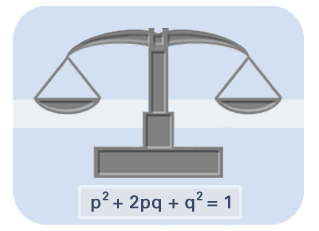 p² + 2pq + q² = 1